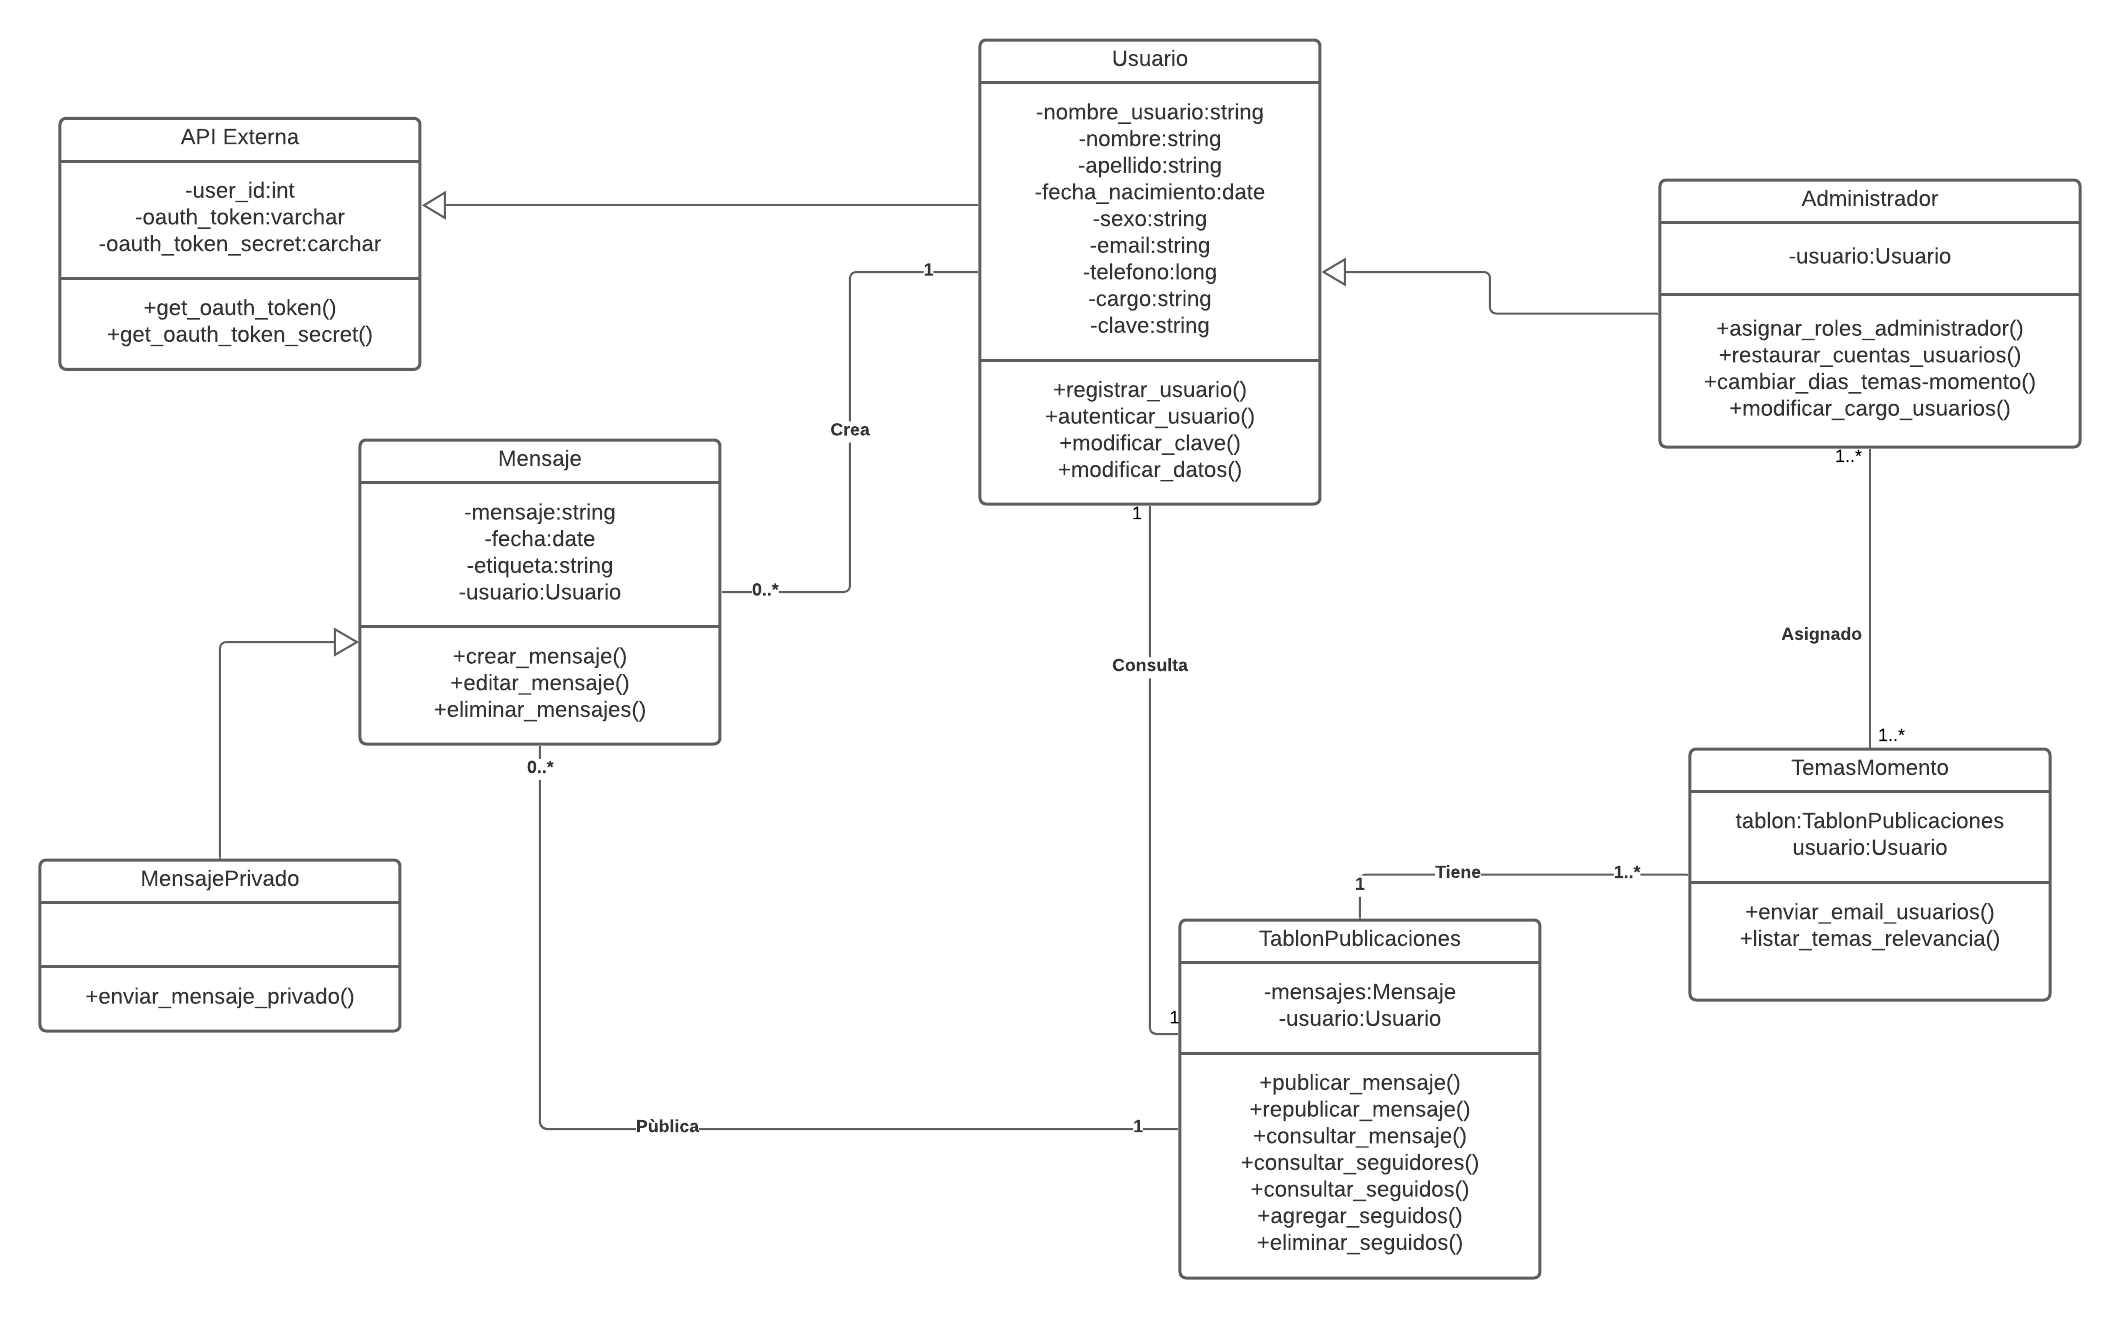 Usuario
-nombre_usuario:string
-nombre:string
-apellido:string
-fecha_nacimiento:date
-sexo:string
-email:string
-telefono:long
-cargo:string
-clave:string
+registrar_usuario()
+autenticar_usuario()
+modificar_clave()
+modificar_datos()
API Externa
-user_id:int
-oauth_token:varchar
-oauth_token_secret:carchar
+get_oauth_token()
+get_oauth_token_secret()
Administrador
-usuario:Usuario
+asignar_roles_administrador()
+restaurar_cuentas_usuarios()
+cambiar_dias_temas-momento()
+modificar_cargo_usuarios()
1
Crea
0..*
Mensaje
-mensaje:string
-fecha:date
-etiqueta:string
-usuario:Usuario
+crear_mensaje()
+editar_mensaje()
+eliminar_mensajes()
1
Consulta
1
1..*
Asignado
1..*
TemasMomento
tablon:TablonPublicaciones
usuario:Usuario
+enviar_email_usuarios()
+listar_temas_relevancia()
0..*
Pùblica
1
MensajePrivado
+enviar_mensaje_privado()
1
Tiene
1..*
TablonPublicaciones
-mensajes:Mensaje
-usuario:Usuario
+publicar_mensaje()
+republicar_mensaje()
+consultar_mensaje()
+consultar_seguidores()
+consultar_seguidos()
+agregar_seguidos()
+eliminar_seguidos()